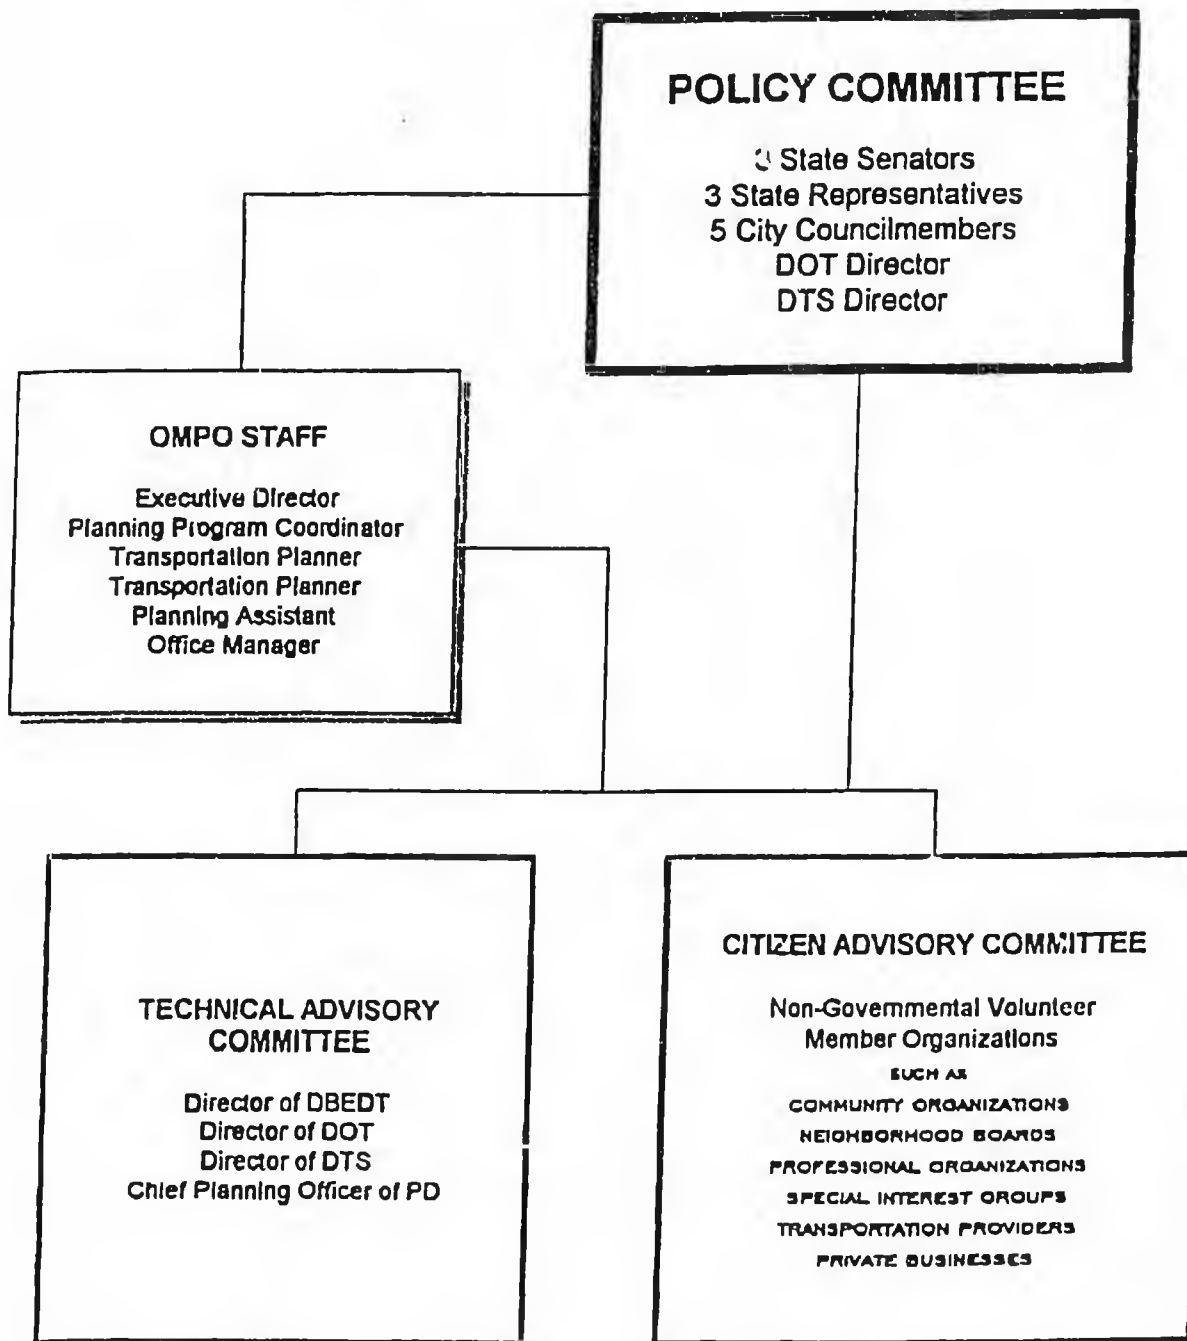 POLICY COMMITTEE
3 State Senators
3 State Representatives
5 City Councilmembers
DOT Director
DTS Director
OMPO STAFF
Executive Director
Planning Program Coordinator
Transportation Planner
Transportation Planner
Planning Assistant
Office Manager
TECHNICAL ADVISORY
COMMITTEE
Director of DBEDT
Director of DOT
Director of DTS
Chief Planning Officer of PD
CITIZEN ADVISORY COMMITTEE
Non-Governmental Volunteer
Member Organizations
SUCH AS
COMMUNITY ORGANIZATIONS
NEIGHBORHOOD BOARDS
PROFESSIONAL ORGANIZATIONS
SPECIAL INTEREST GROUPS
TRANSPORTATION PROVIDERS
PRIVATE BUSINESSES